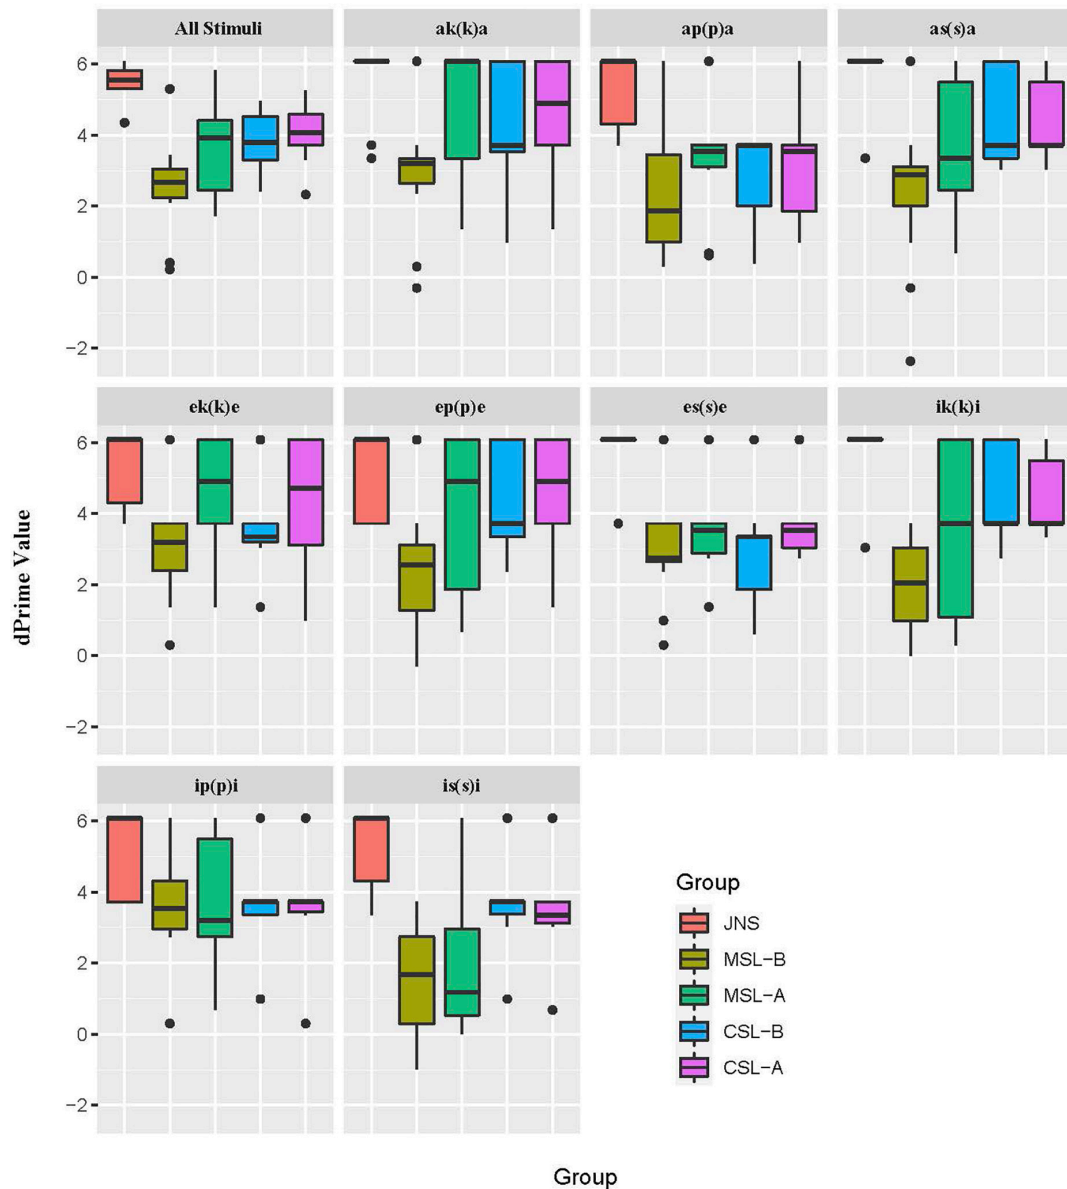 All Stimuli ak(k)a ap(p)a as(s)a
6
4
2
0
−2
ek(k)e ep(p)e es(s)e ik(k)i
6
4
2
0
−2
dPrime Value
ip(p)i is(s)i
6
4
2
0
−2
Group
JNS
MSL−B
MSL−A
CSL−B
CSL−A
Group